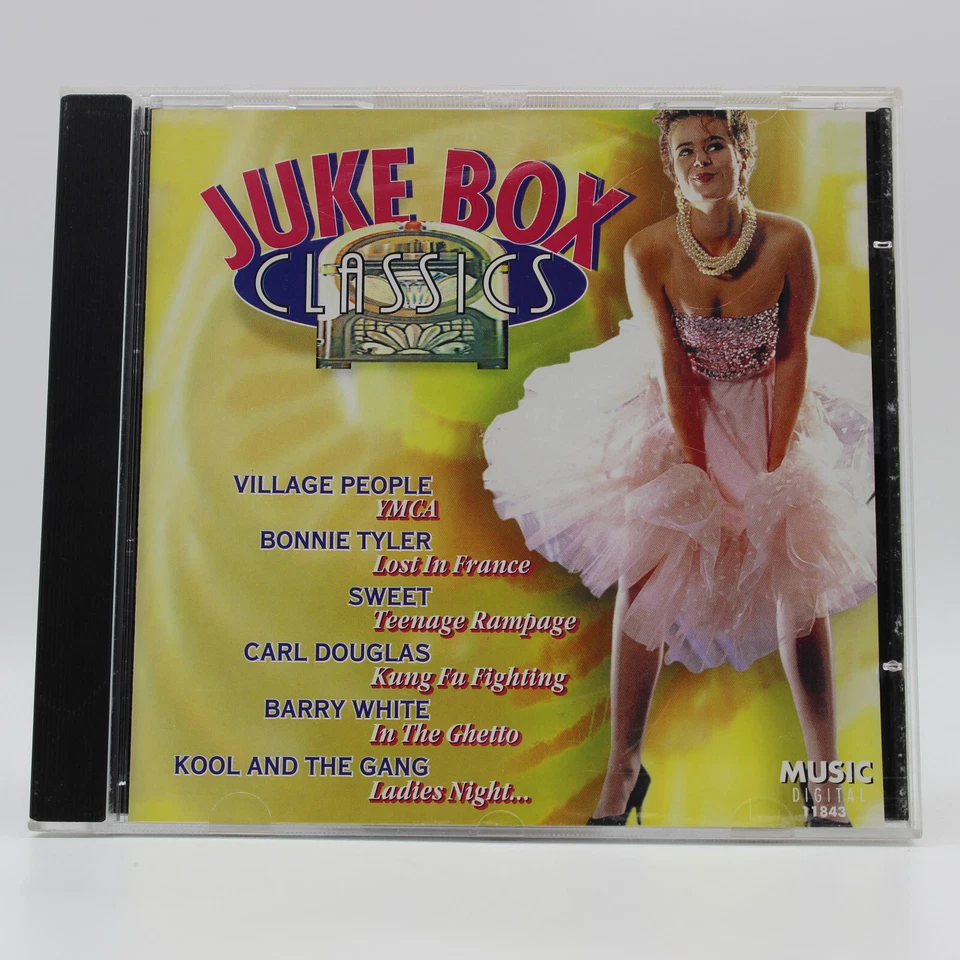 JUKE BOX
CLASSICS
VILLAGE PEOPLE
YMCA
BONNIE TYLER
Lost In France
SWEET
Teenage Rampage
CARL DOUGLAS
Kung Fu Fighting
BARRY WHITE
In The Ghetto
KOOL AND THE GANG
Ladies Night...
MUSIC
DIGITAL
11843